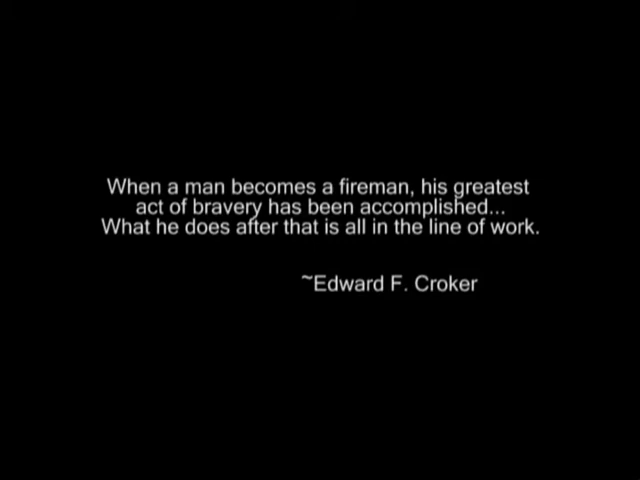 When a man becomes a fireman, his greatest
act of bravery has been accomplished...
What he does after that is all in the line of work.
~Edward F. Croker